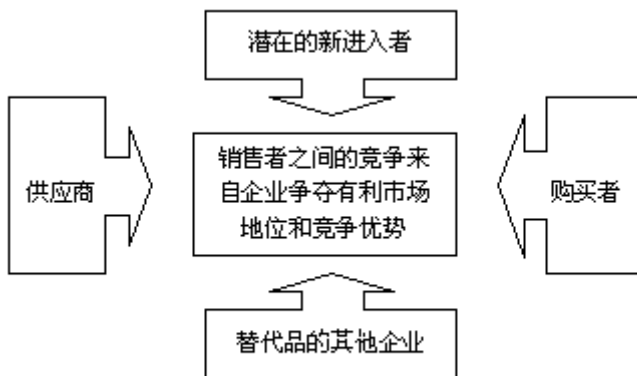 潜在的新进入者
供应商
销售者之间的竞争来
自企业争夺有利市场
地位和竞争优势
购买者
替代品的其他企业